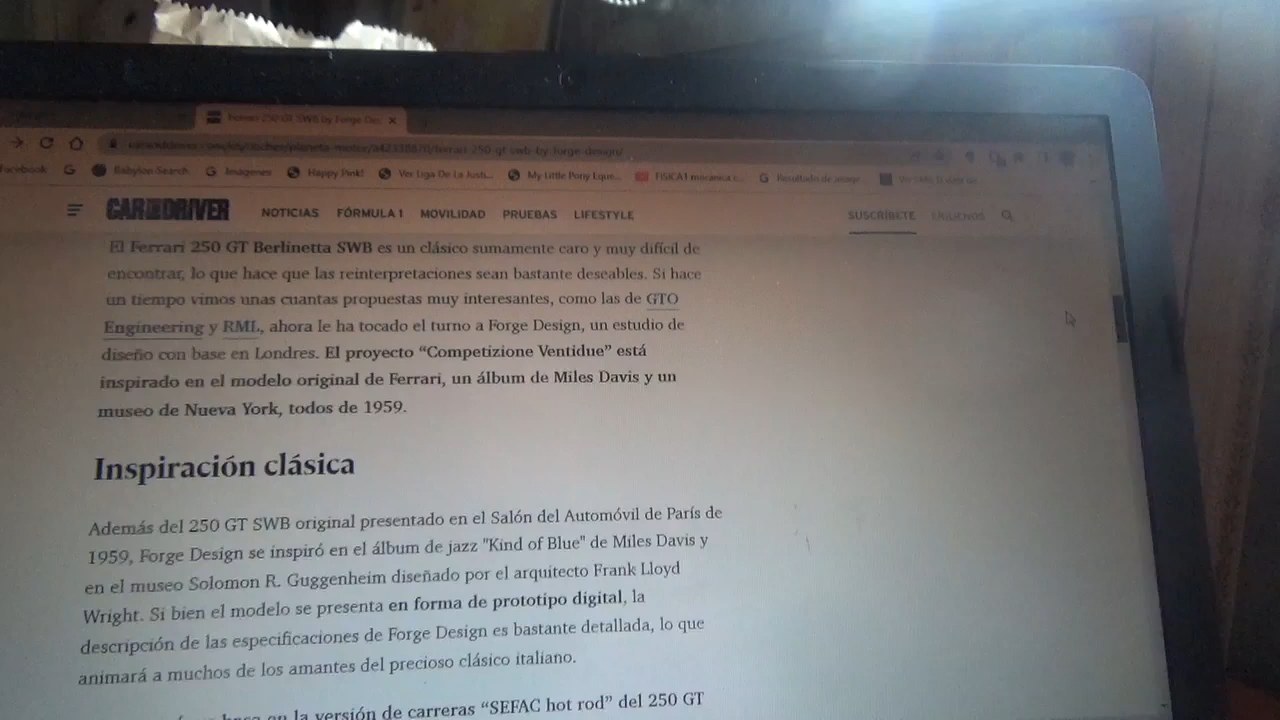 Ferrari 250 GT SWB by Forge Des
Facebook Babylon Search Imágenes Happy Pink! Ver Liga De La Justi... My Little Pony Eque... FISICA1 mecanica c... Resultado de image
CAR AND DRIVER NOTICIAS FÓRMULA 1 MOVILIDAD PRUEBAS LIFESTYLE SUSCRÍBETE SÍGUENOS
El Ferrari 250 GT Berlinetta SWB es un clásico sumamente caro y muy difícil de
encontrar, lo que hace que las reinterpretaciones sean bastante deseables. Si hace
un tiempo vimos unas cuantas propuestas muy interesantes, como las de GTO
Engineering y RML, ahora le ha tocado el turno a Forge Design, un estudio de
diseño con base en Londres. El proyecto “Competizione Ventidue” está
inspirado en el modelo original de Ferrari, un álbum de Miles Davis y un
museo de Nueva York, todos de 1959.
Inspiración clásica
Además del 250 GT SWB original presentado en el Salón del Automóvil de París de
1959, Forge Design se inspiró en el álbum de jazz "Kind of Blue" de Miles Davis y
en el museo Solomon R. Guggenheim diseñado por el arquitecto Frank Lloyd
Wright. Si bien el modelo se presenta en forma de prototipo digital, la
descripción de las especificaciones de Forge Design es bastante detallada, lo que
animará a muchos de los amantes del precioso clásico italiano.
en la versión de carreras “SEFAC hot rod” del 250 GT